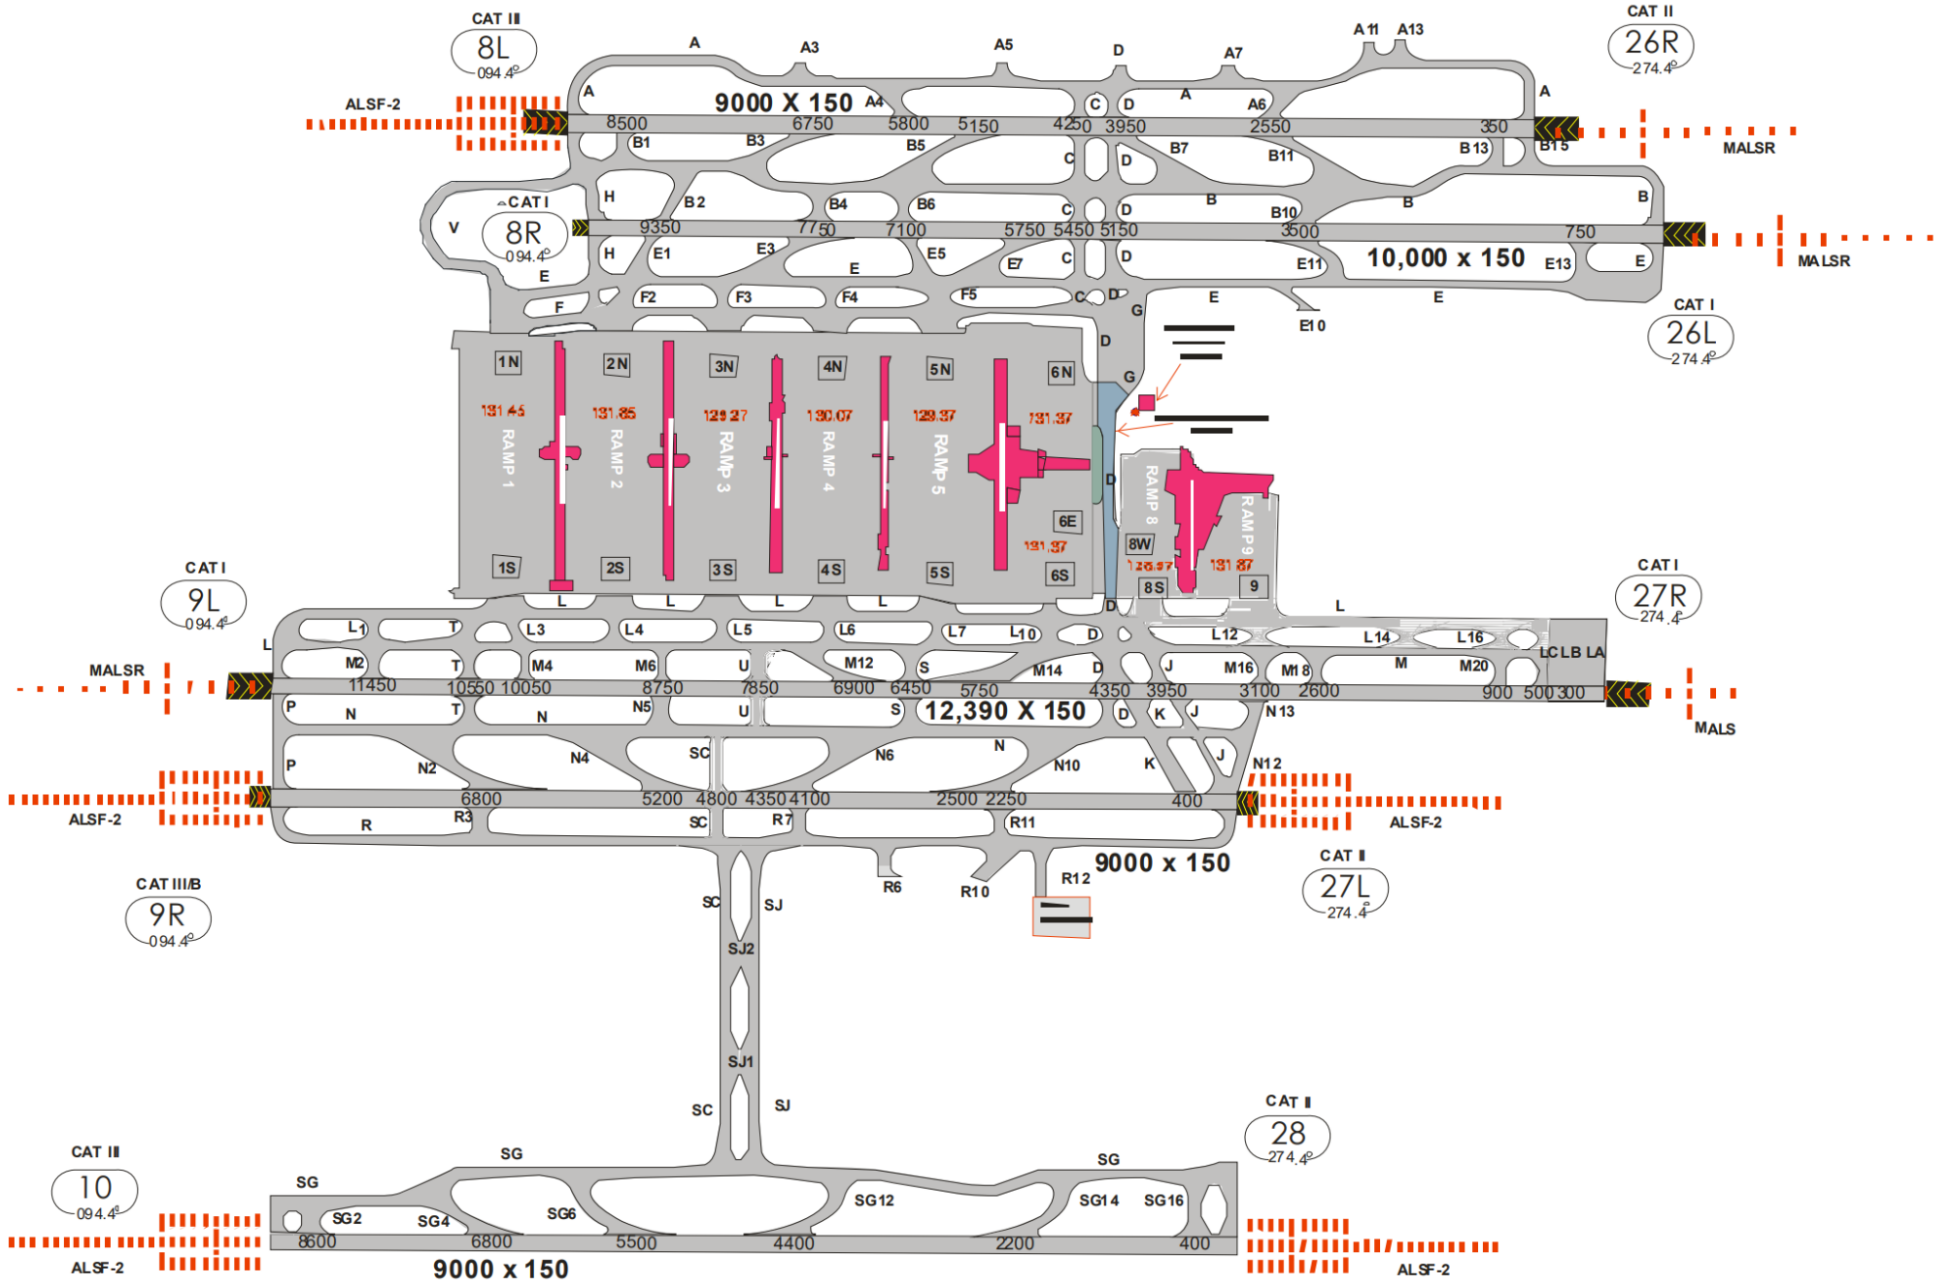 CAT III
8L
094.4°
CAT II
26R
274.4°
A
A3
A5
D
A7
A11
A13
ALSF-2
A
9000 X 150
A4
C
D
A
A6
A
8500
6750
5800
5150
4250
3950
2550
350
MALSR
B1
B3
B5
C
D
B7
B11
B13
B15
CAT I
8R
094.4°
V
H
B2
B4
B6
C
D
B
B10
B
B
9350
7750
7100
5750
5450
5150
3500
750
H
E1
E3
E
E5
E7
C
D
E11
10,000 x 150
E13
E
MALSR
E
F
F2
F3
F4
F5
C
D
G
E
E10
E
CAT I
26L
274.4°
D
G
1N
2N
3N
4N
5N
6N
131.45
131.85
129.27
130.07
129.37
131.37
RAMP 1
RAMP 2
RAMP 3
RAMP 4
RAMP 5
D
RAMP 8
RAMP 9
6E
131.37
8W
131.87
1S
2S
3S
4S
5S
6S
8S
9
CAT I
9L
094.4°
CAT I
27R
274.4°
L
L
L
L
D
L
L
L1
T
L3
L4
L5
L6
L7
L10
D
L12
L14
L16
MALSR
M2
T
M4
M6
U
M12
S
M14
D
J
M16
M18
M
M20
LC
LB
LA
11450
10550
10050
8750
7850
6900
6450
5750
4350
3950
3100
2600
900
500
300
P
N
T
N
N5
U
S
12,390 X 150
D
K
J
N13
MALS
P
N2
N4
SC
N6
N
N10
K
J
N12
6800
5200
4800
4350
4100
2500
2250
400
ALSF-2
R
R3
SC
R7
R11
ALSF-2
9000 x 150
CAT III/B
9R
094.4°
R6
R10
R12
CAT II
27L
274.4°
SC
SJ
SJ2
SJ1
SC
SJ
CAT II
28
274.4°
CAT III
10
094.4°
SG
SG
SG
SG2
SG4
SG6
SG12
SG14
SG16
8600
6800
5500
4400
2200
400
ALSF-2
9000 x 150
ALSF-2